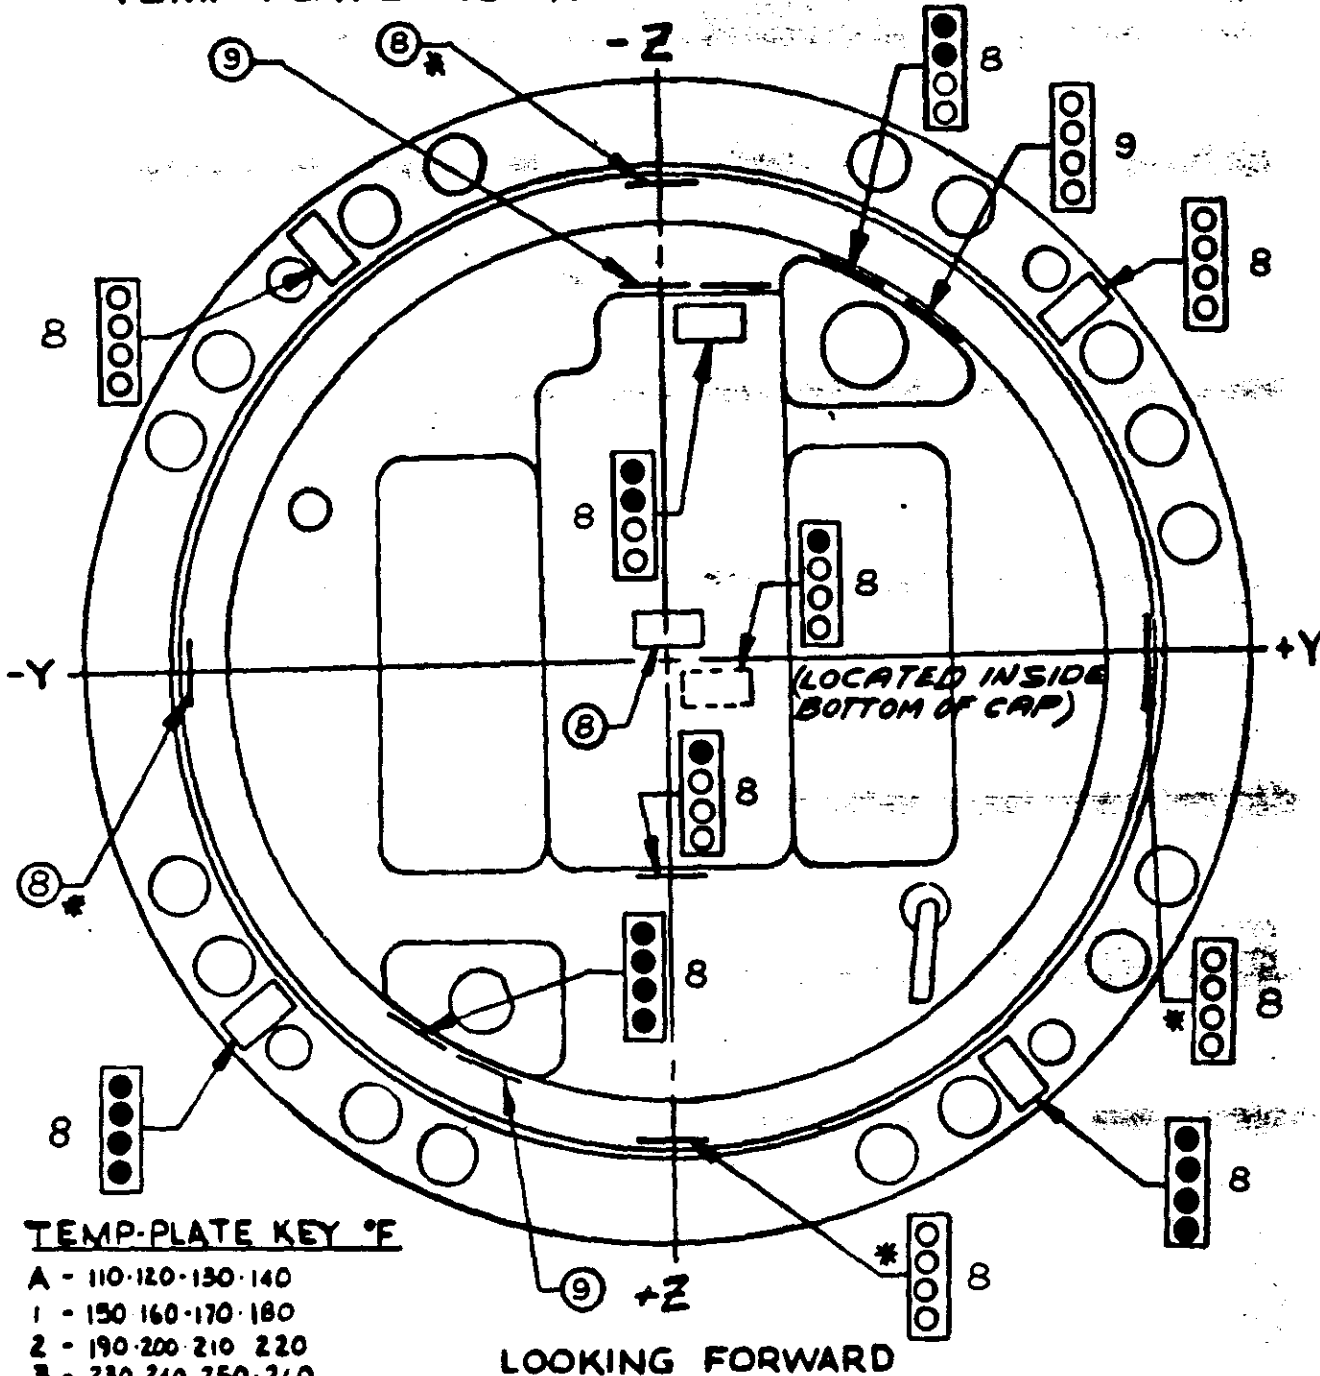 -Z
9
8
*
8
9
8
8
8
8
-Y
+Y
(LOCATED INSIDE
BOTTOM OF CAP)
8
8
8
*
8
8
*
8
8
TEMP-PLATE KEY °F
A - 110·120·130·140
1 - 150·160·170·180
2 - 190·200·210 220
9
+Z
*
8
LOOKING FORWARD